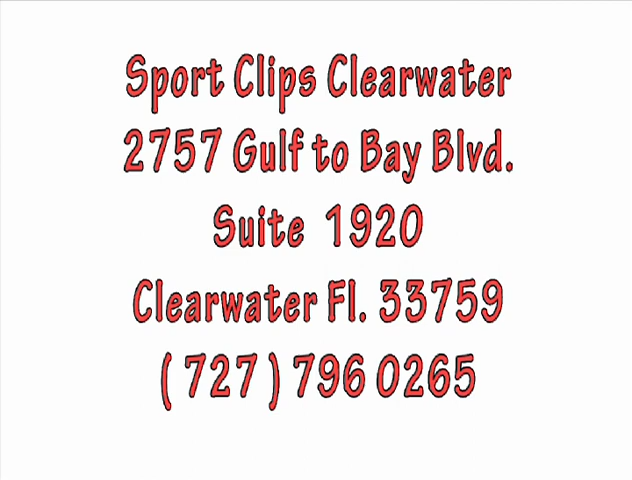 Sport Clips Clearwater
2757 Gulf to Bay Blvd.
Suite 1920
Clearwater Fl. 33759
( 727 ) 796 0265